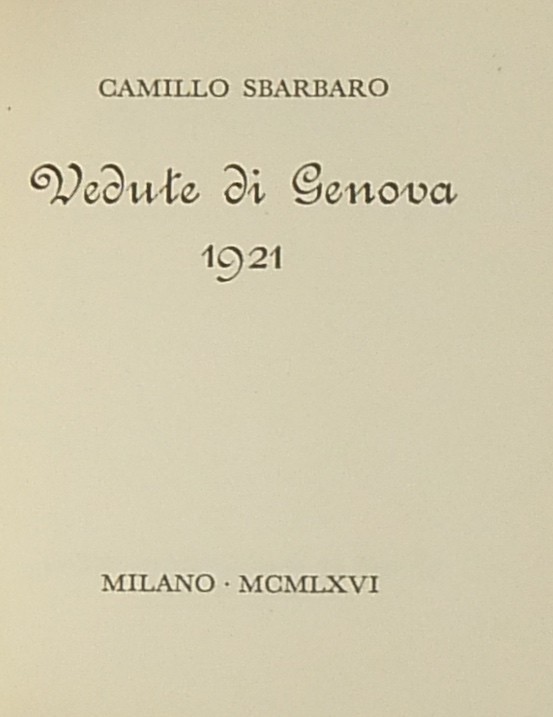 CAMILLO SBARBARO
Vedute di Genova
1921
MILANO · MCMLXVI